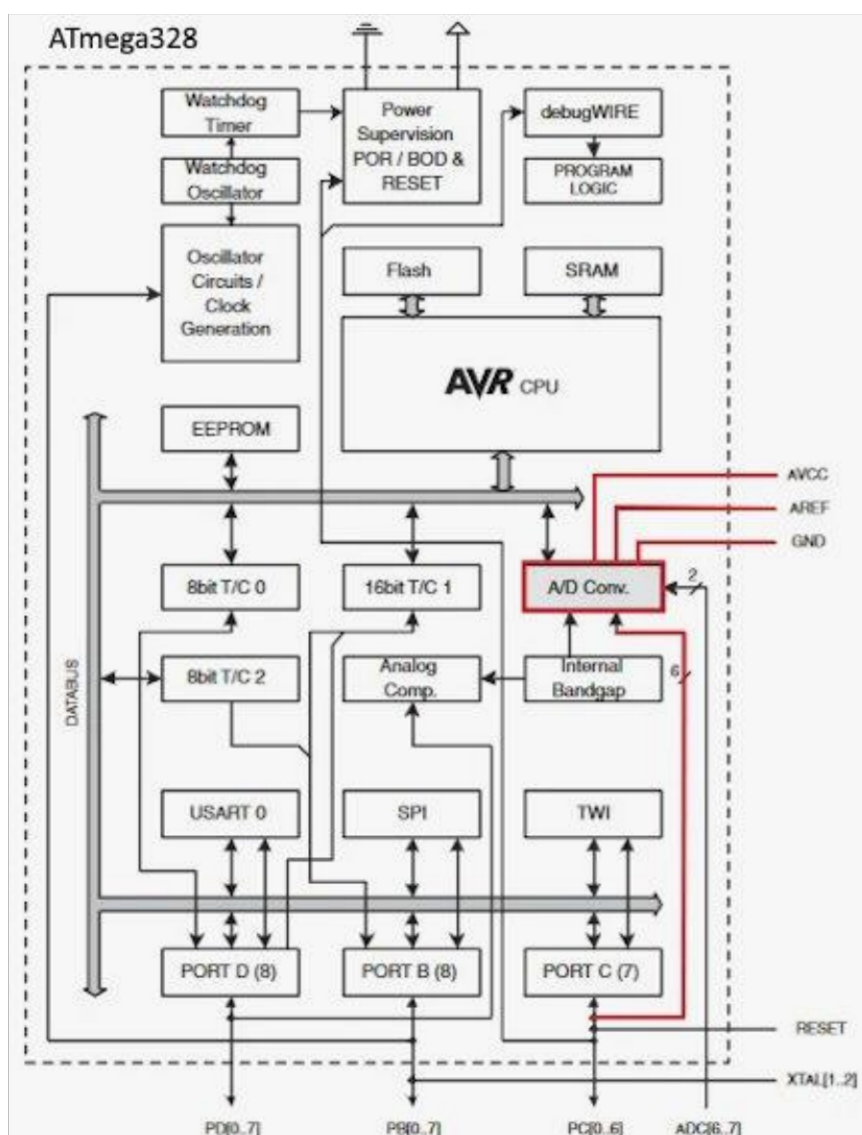 ATmega328
Watchdog
Timer
Power
Supervision
POR / BOD &
RESET
debugWIRE
Watchdog
Oscillator
PROGRAM
LOGIC
Oscillator
Circuits /
Clock
Generation
Flash
SRAM
AVR CPU
EEPROM
AVCC
AREF
GND
8bit T/C 0
16bit T/C 1
A/D Conv.
2
8bit T/C 2
Analog
Comp.
Internal
Bandgap
6
DATABUS
USART 0
SPI
TWI
PORT D (8)
PORT B (8)
PORT C (7)
RESET
XTAL[1..2]
PD[0..7]
PB[0..7]
PC[0..6]
ADC[6..7]